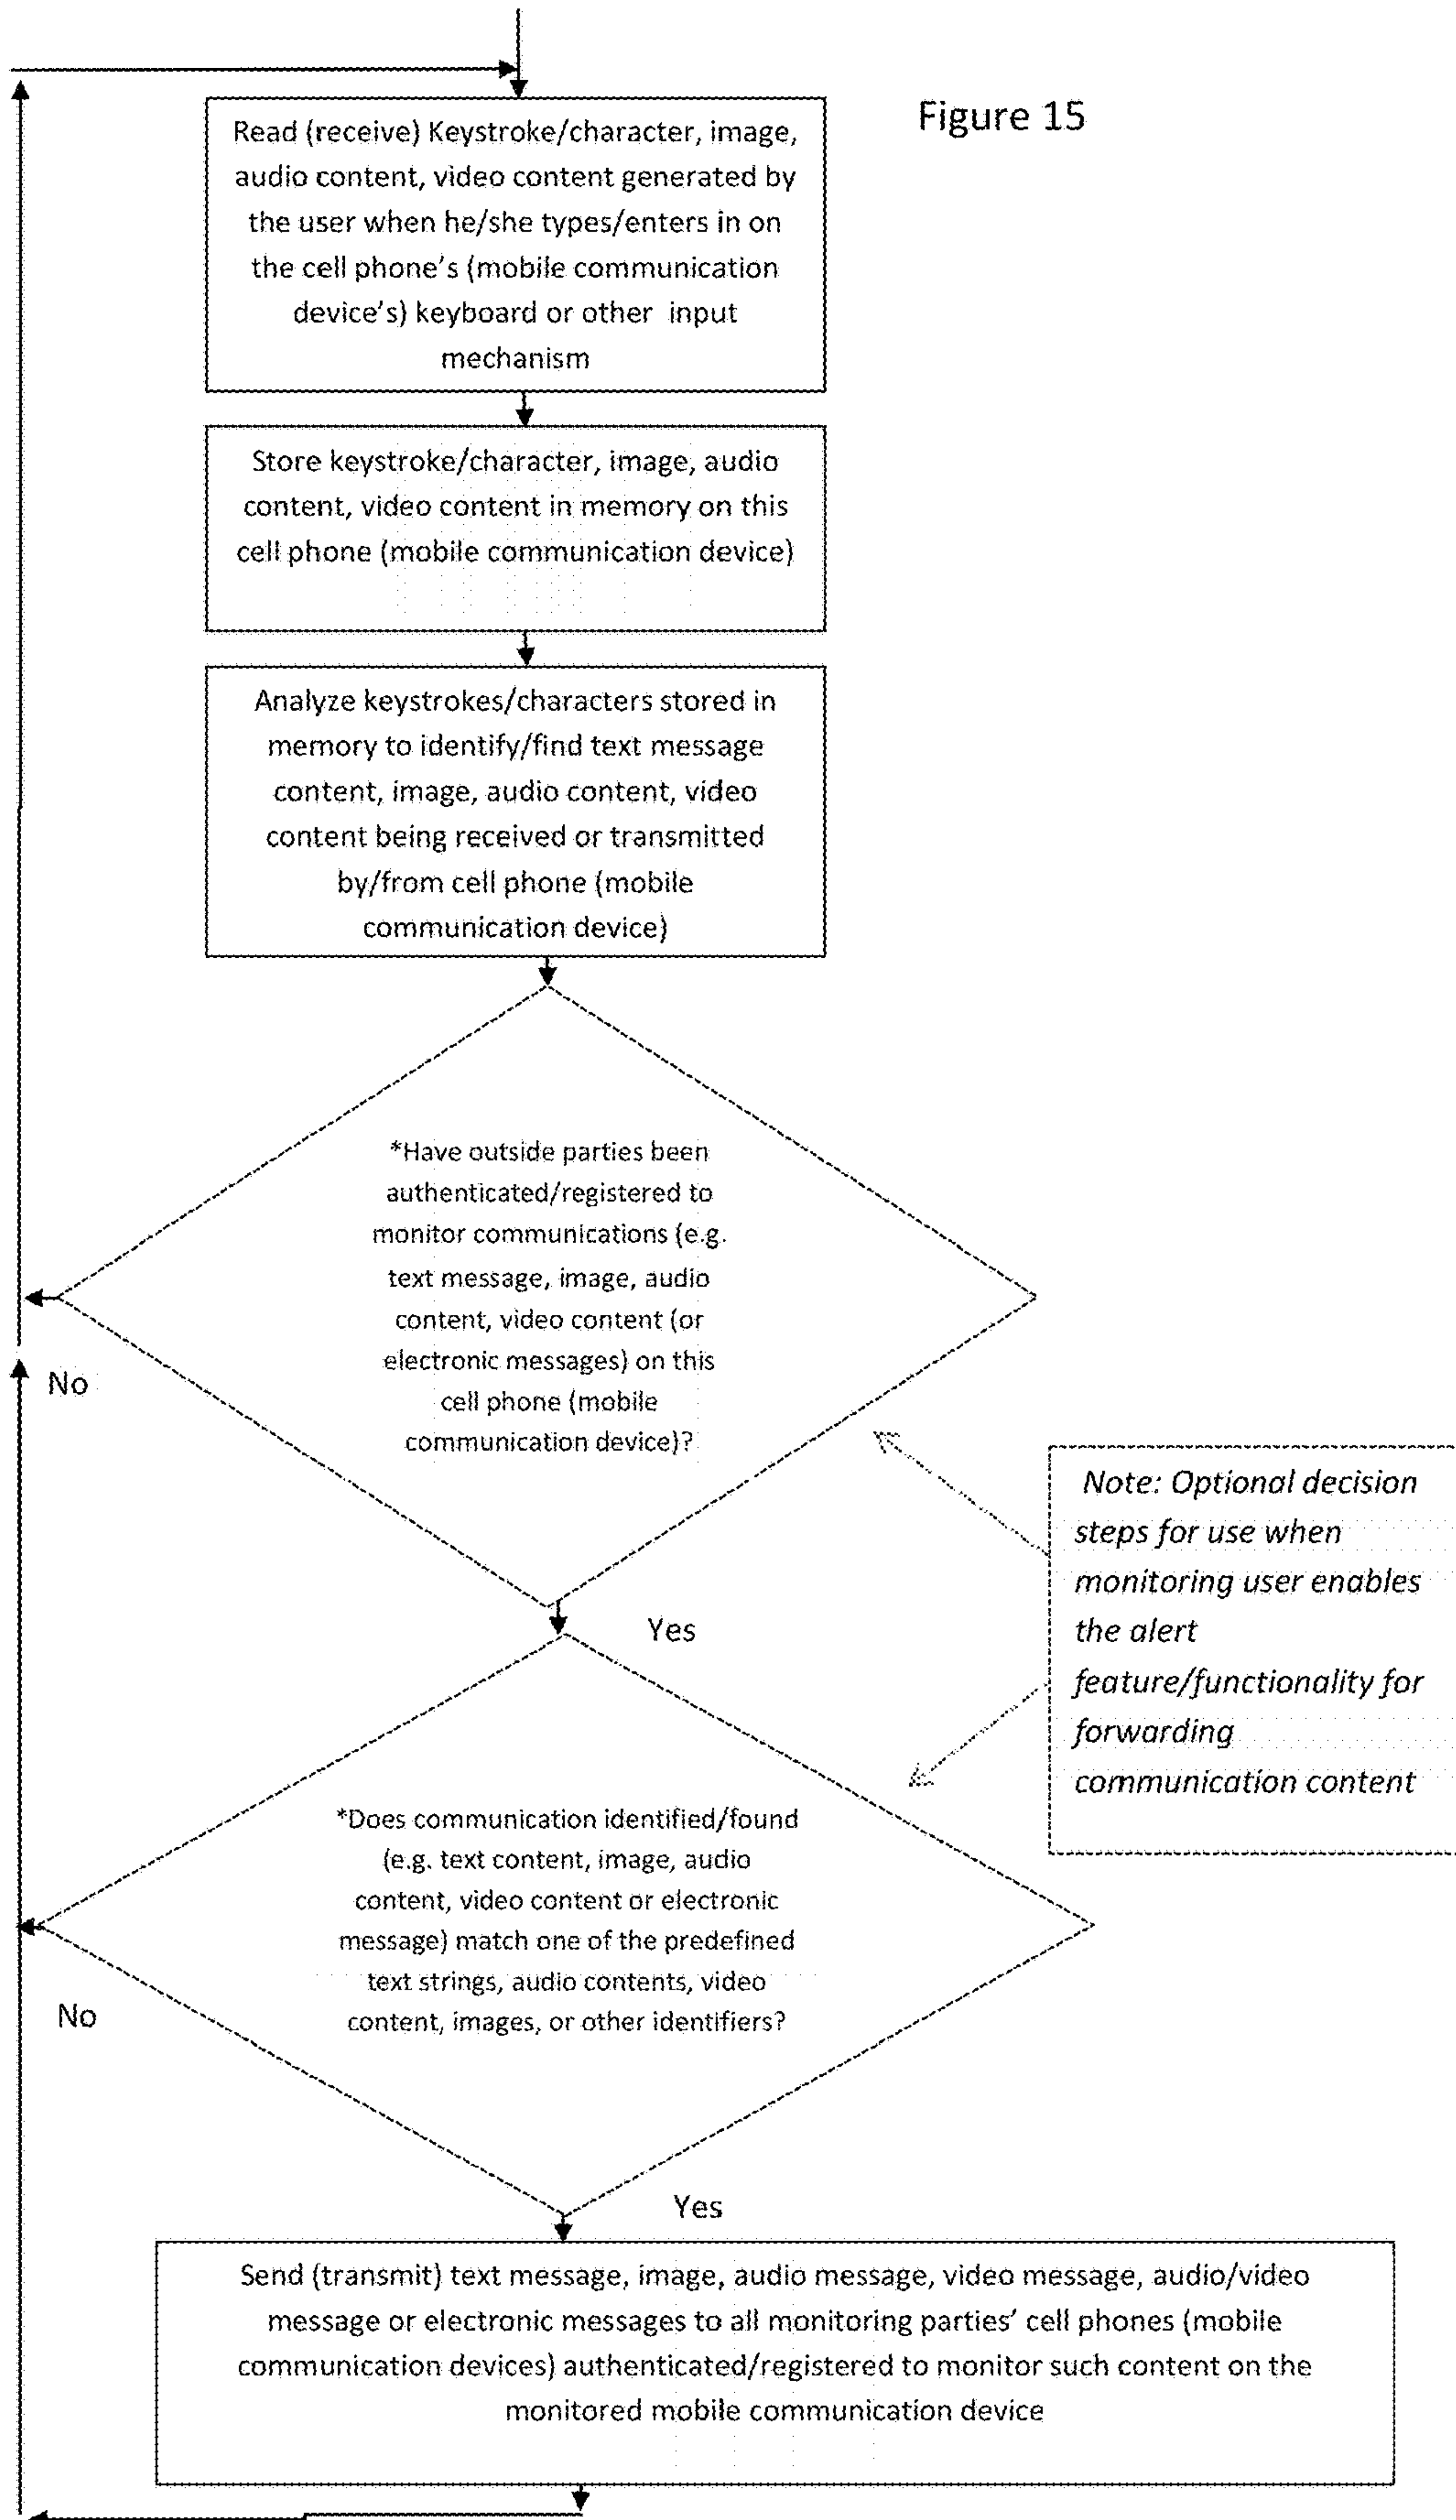 Figure 15
Read (receive) Keystroke/character, image,
audio content, video content generated by
the user when he/she types/enters in on
the cell phone's (mobile communication
device's) keyboard or other input
mechanism
Store keystroke/character, image, audio
content, video content in memory on this
cell phone (mobile communication device)
Analyze keystrokes/characters stored in
memory to identify/find text message
content, image, audio content, video
content being received or transmitted
by/from cell phone (mobile
communication device)
*Have outside parties been
authenticated/registered to
monitor communications (e.g.
text message, image, audio
content, video content (or
electronic messages) on this
cell phone (mobile
communication device)?
No
Yes
Note: Optional decision
steps for use when
monitoring user enables
the alert
feature/functionality for
forwarding
communication content
*Does communication identified/found
(e.g. text content, image, audio
content, video content or electronic
message) match one of the predefined
text strings, audio contents, video
content, images, or other identifiers?
No
Yes
Send (transmit) text message, image, audio message, video message, audio/video
message or electronic messages to all monitoring parties' cell phones (mobile
communication devices) authenticated/registered to monitor such content on the
monitored mobile communication device